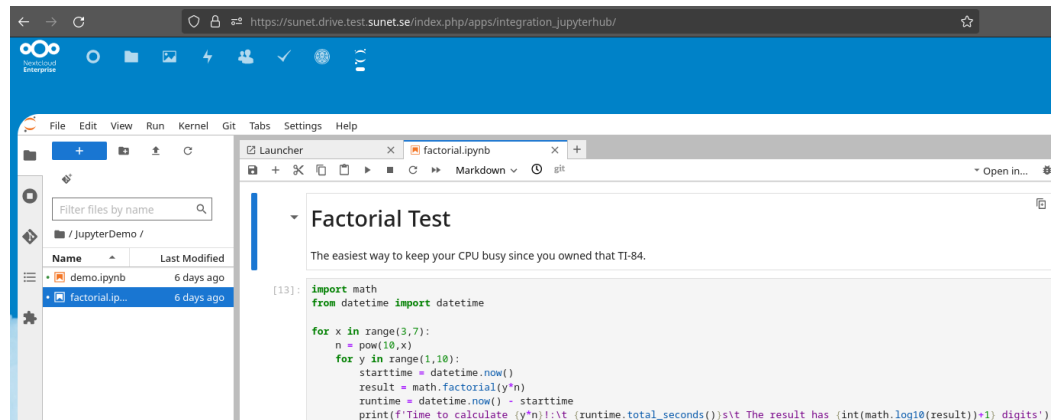 https://sunet.drive.test.sunet.se/index.php/apps/integration_jupyterhub/
Nextcloud
Enterprise
File Edit View Run Kernel Git Tabs Settings Help
+
Launcher × factorial.ipynb × +
Markdown git Open in...
Filter files by name
/ JupyterDemo /
Name Last Modified
demo.ipynb 6 days ago
factorial.ip... 6 days ago
Factorial Test
The easiest way to keep your CPU busy since you owned that TI-84.
[13]: import math
from datetime import datetime
for x in range(3,7):
n = pow(10,x)
for y in range(1,10):
starttime = datetime.now()
result = math.factorial(y*n)
runtime = datetime.now() - starttime
print(f'Time to calculate {y*n}!:\t {runtime.total_seconds()}s\t The result has {int(math.log10(result))+1} digits')